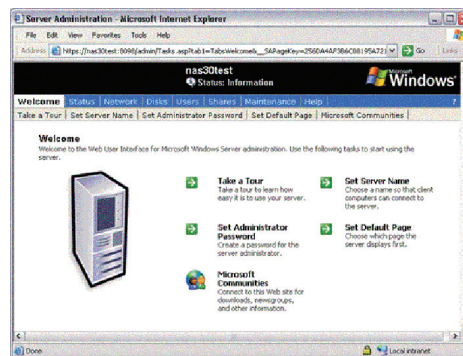 Server Administration - Microsoft Internet Explorer
File Edit View Favorites Tools Help
Address Go Links
nas30test
Status: Information
Microsoft
Windows
Welcome Status Network Disks Users Shares Maintenance Help ?
Take a Tour Set Server Name Set Administrator Password Set Default Page Microsoft Communities
Welcome
Welcome to the Web User Interface for Microsoft Windows Server administration. Use the following tasks to start using the
server.
Take a Tour
Take a tour to learn how
easy it is to use your server.
Set Server Name
Choose a name so that client
computers can connect to
the server.
Set Administrator
Password
Create a password for the
server administrator.
Set Default Page
Choose which page the
server displays first.
Microsoft
Communities
Connect to this Web site for
downloads, newsgroups,
and other information.
Done Local intranet